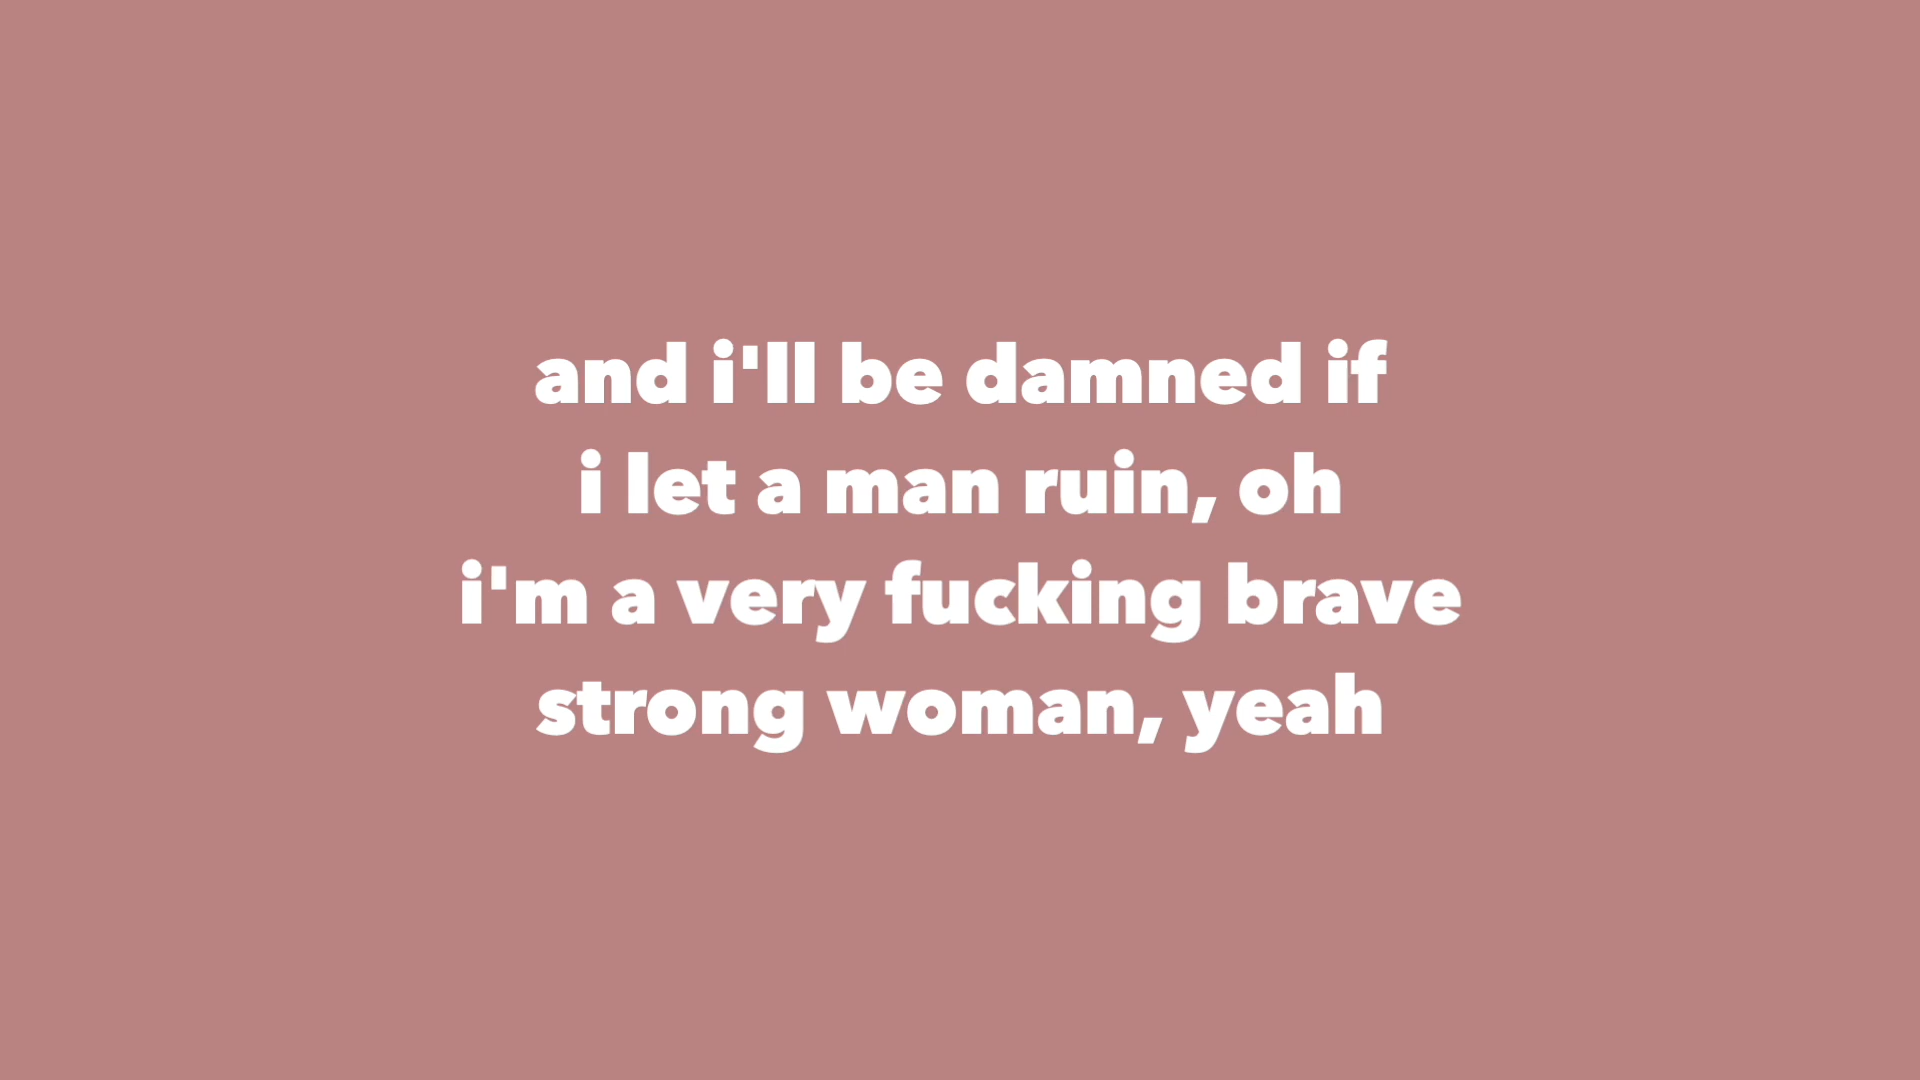 and i'll be damned if
i let a man ruin, oh
i'm a very fucking brave
strong woman, yeah